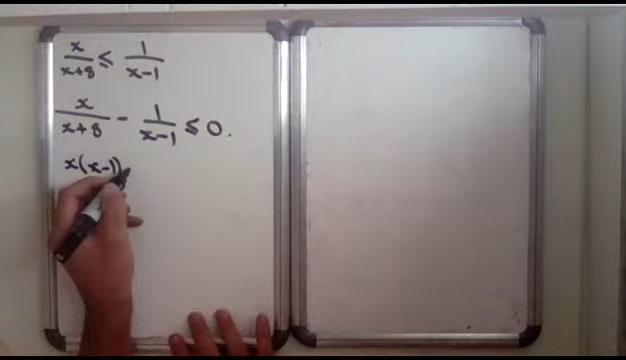 x/(x+8) ≤ 1/(x-1)
x/(x+8) - 1/(x-1) ≤ 0.
x(x-1)